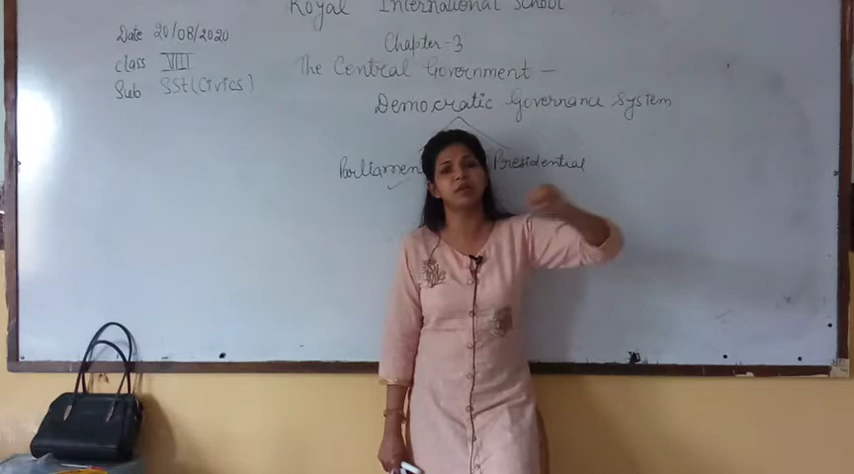 Royal International School
Date 20/08/2020
Chapter-3
class VIII
The Central Government —
Sub SSt(Civics)
Democratic Governance System
Parliamen
Presidential